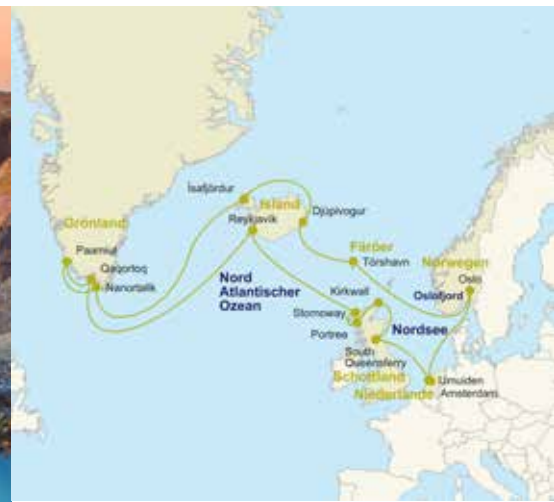 Ísafjördur
Island
Djúpivogur
Grönland
Reykjavik
Paamiut
Färöer
Qaqortoq
Tórshavn
Norwegen
Nanortalik
Oslo
Nord
Atlantischer
Ozean
Kirkwall
Oslofjord
Stornoway
Nordsee
Portree
South
Queensferry
Schottland
Niederlande
IJmuiden
Amsterdam